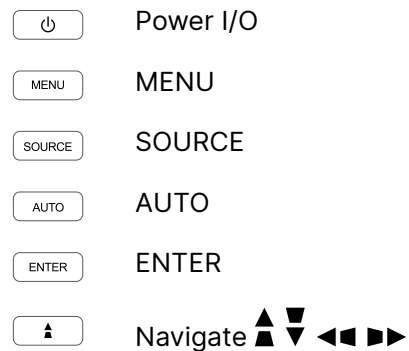 Power I/O
MENU MENU
SOURCE SOURCE
AUTO AUTO
ENTER ENTER
Navigate